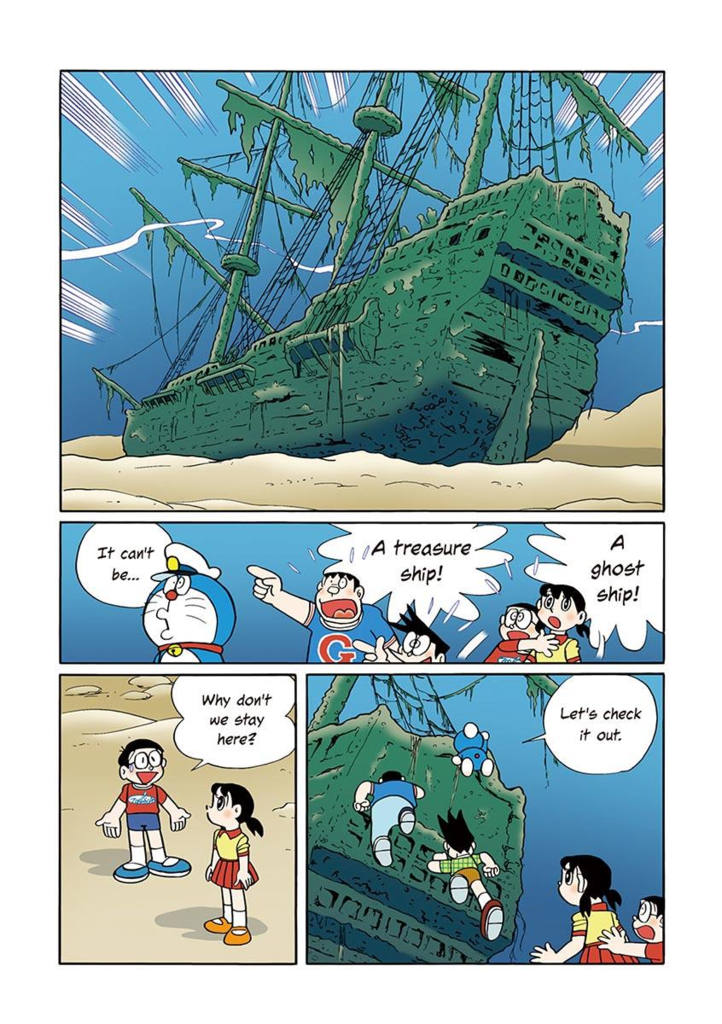 It can't
be...
A treasure
ship!
A
ghost
ship!
G
Let's check
it out.
Why don't
we stay
here?